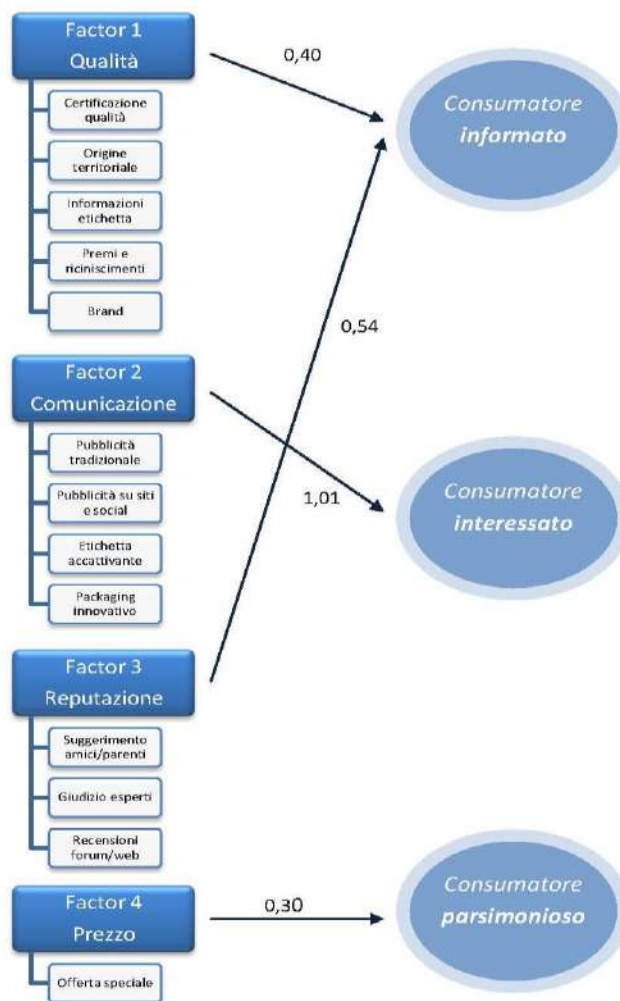 Factor 1
Qualità
0,40
Consumatore
informato
Certificazione
qualità
Origine
territoriale
Informazioni
etichetta
Premi e
riciniscimenti
Brand
0,54
Factor 2
Comunicazione
Pubblicità
tradizionale
Pubblicità su siti
e social
Etichetta
accattivante
Packaging
innovativo
1,01
Consumatore
interessato
Factor 3
Reputazione
Suggerimento
amici/parenti
Giudizio esperti
Recensioni
forum/web
Factor 4
Prezzo
Offerta speciale
0,30
Consumatore
parsimonioso